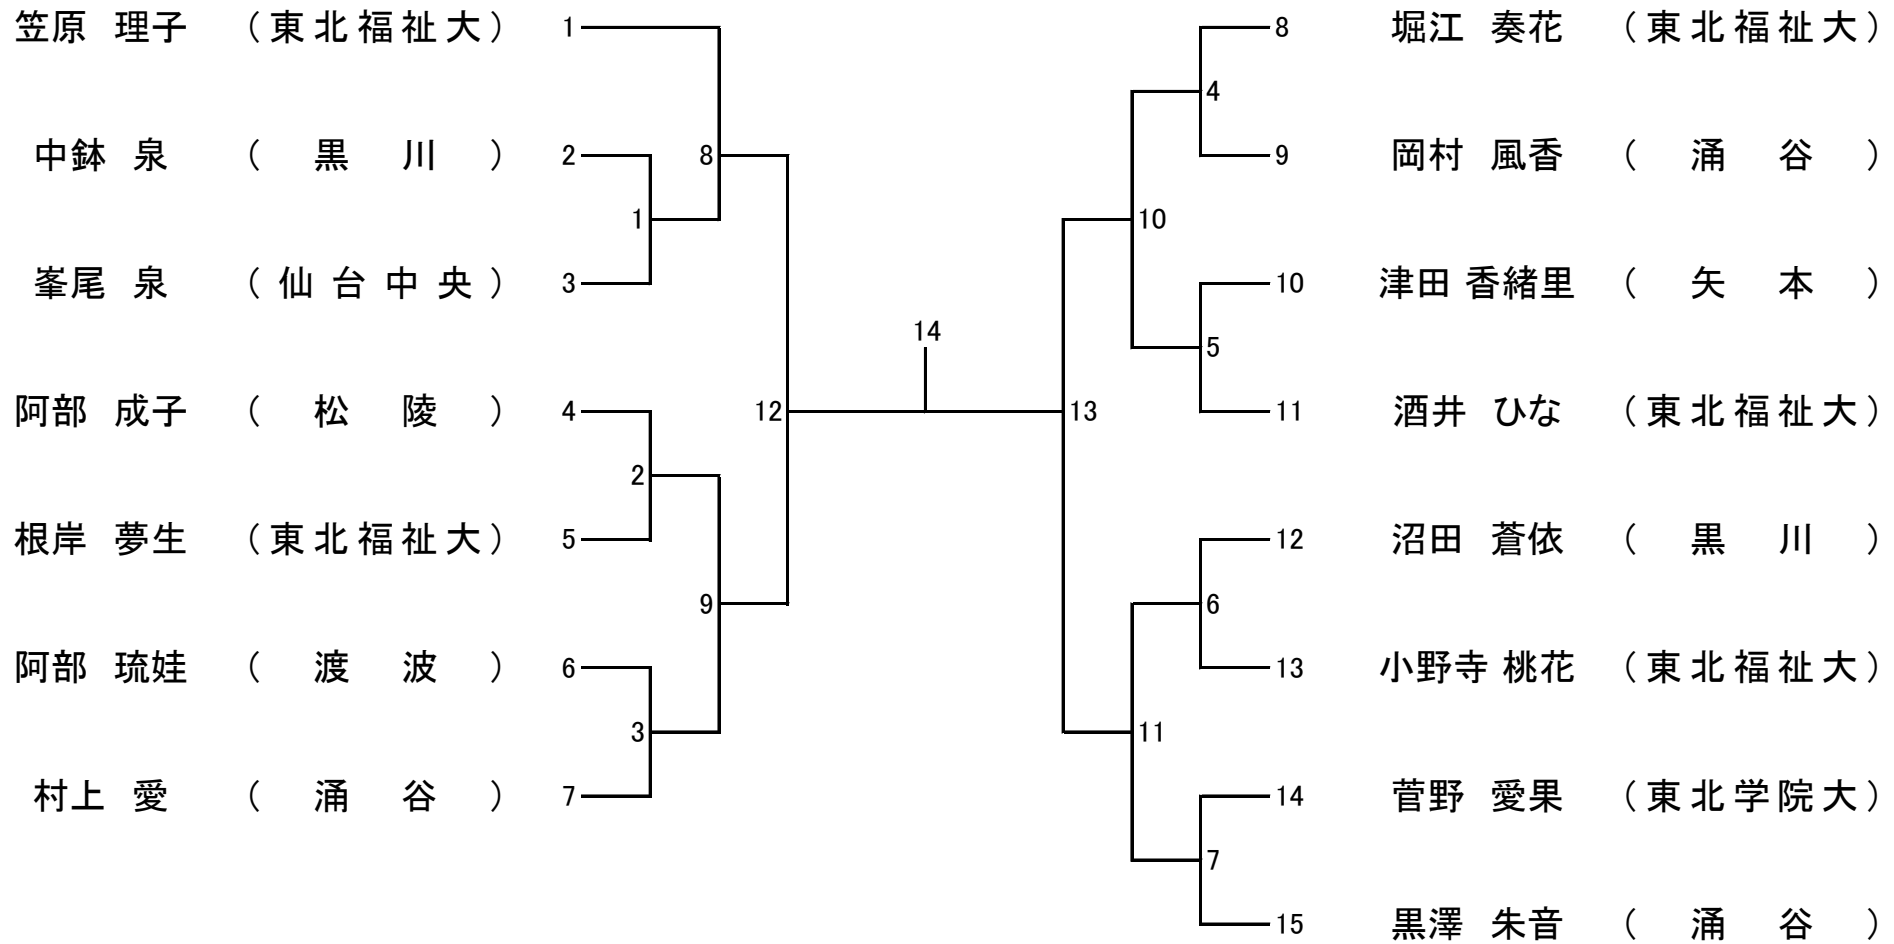 笠原 理子 （東北福祉大） 1
中鉢 泉 （ 黒 川 ） 2
峯尾 泉 （仙台中央） 3
阿部 成子 （ 松 陵 ） 4
根岸 夢生 （東北福祉大） 5
阿部 琉娃 （ 渡 波 ） 6
村上 愛 （ 涌 谷 ） 7
1
2
3
8
9
12
14
13
10
11
4
5
6
7
8 堀江 奏花 （東北福祉大）
9 岡村 風香 （ 涌 谷 ）
10 津田 香緒里 （ 矢 本 ）
11 酒井 ひな （東北福祉大）
12 沼田 蒼依 （ 黒 川 ）
13 小野寺 桃花 （東北福祉大）
14 菅野 愛果 （東北学院大）
15 黒澤 朱音 （ 涌 谷 ）